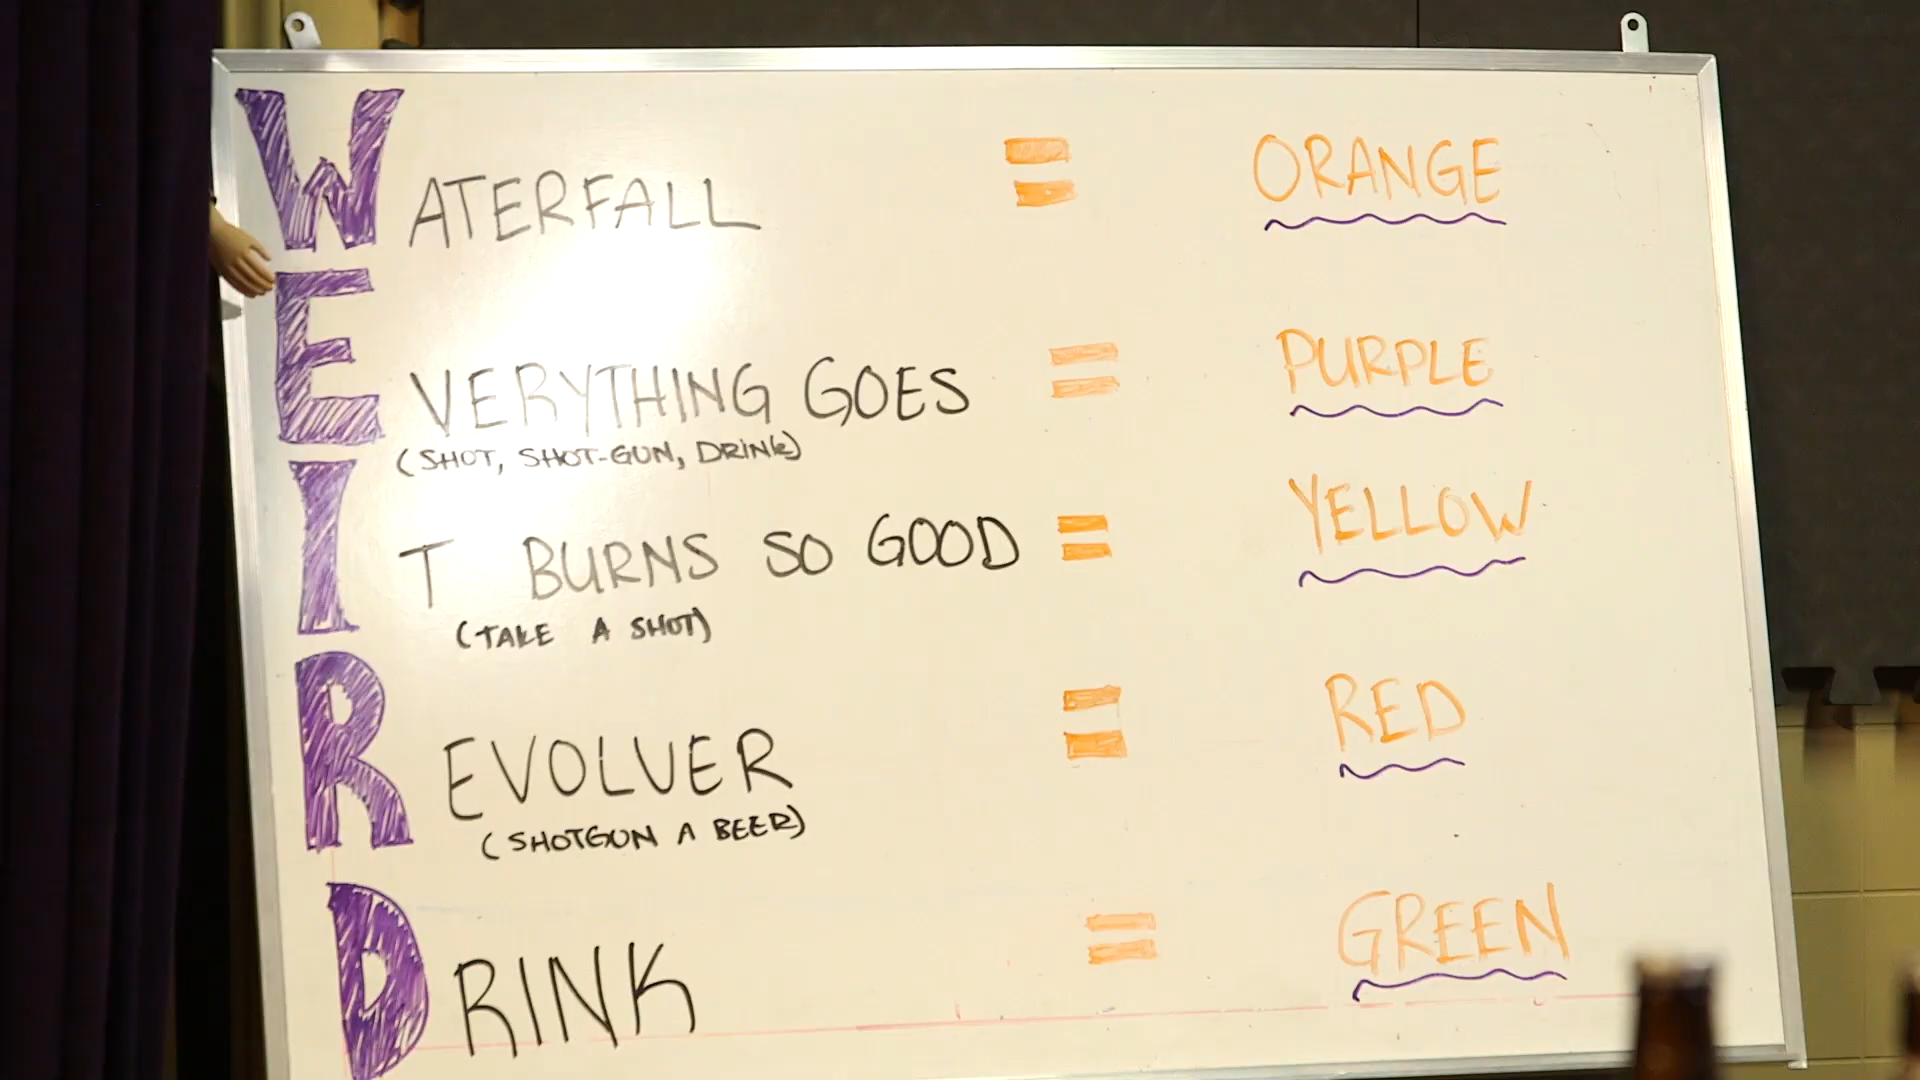 WATERFALL = ORANGE
EVERYTHING GOES = PURPLE
(SHOT, SHOT-GUN, DRINK)
IT BURNS SO GOOD = YELLOW
(TAKE A SHOT)
REVOLVER = RED
(SHOTGUN A BEER)
DRINK = GREEN